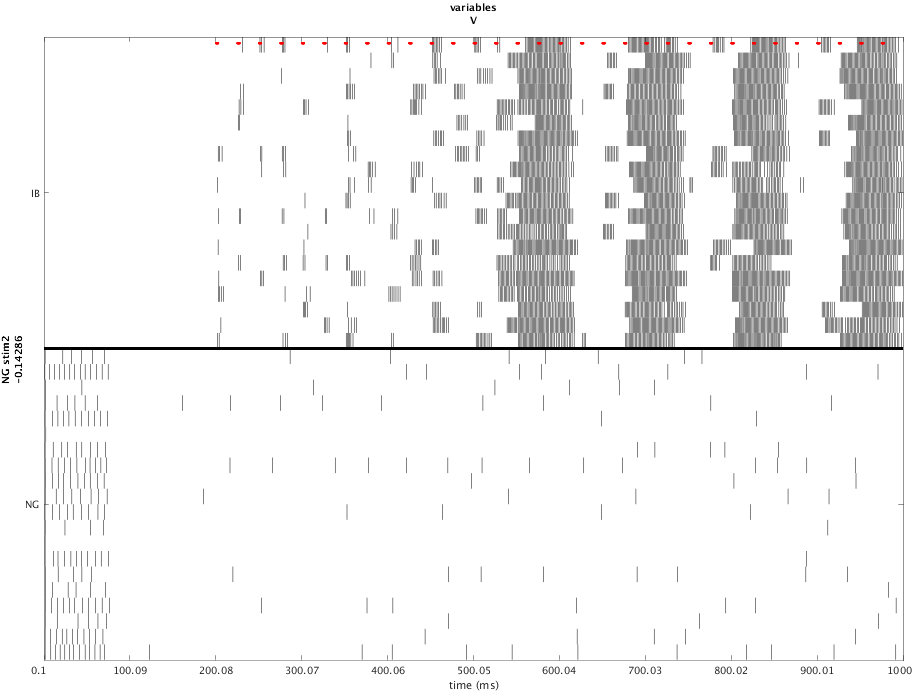 variables
V
IB
NG stim2
-0.14286
NG
0.1
100.09
200.08
300.07
400.06
500.05
600.04
700.03
800.02
900.01
1000
time (ms)